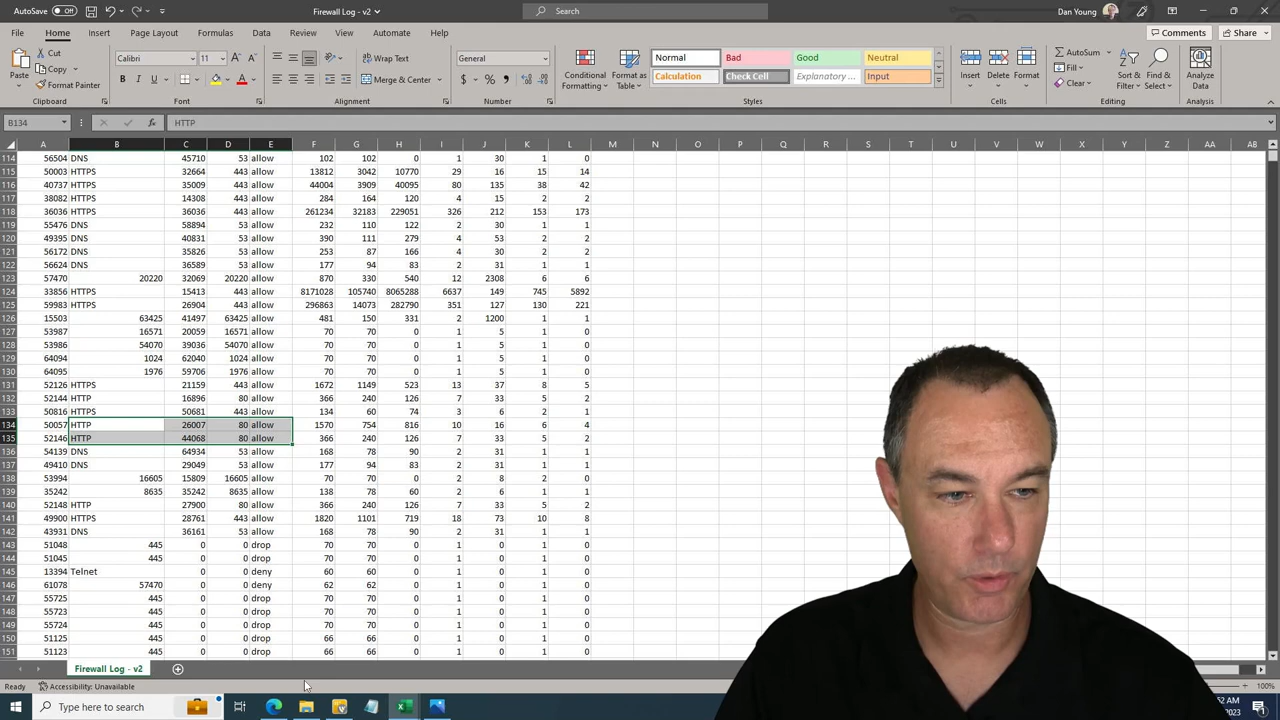 AutoSave Off Firewall Log - v2 Search Dan Young
File Home Insert Page Layout Formulas Data Review View Automate Help Comments Share
Paste Cut Copy Format Painter Clipboard
Calibri 11 B I U Font
Wrap Text Merge & Center Alignment
General $ % Number
Conditional Formatting Format as Table
Normal Bad Good Neutral
Calculation Check Cell Explanatory ... Input
Styles
Insert Delete Format Cells
AutoSum Fill Clear Sort & Filter Find & Select Editing
Analyze Data Analysis
B134 fx HTTP
A B C D E F G H I J K L M N O P Q R S T U V W X Y Z AA AB
114 56504 DNS 45710 53 allow 102 102 0 1 30 1 0
115 50003 HTTPS 32664 443 allow 13812 3042 10770 29 16 15 14
116 40737 HTTPS 35009 443 allow 44004 3909 40095 80 135 38 42
117 38082 HTTPS 14308 443 allow 284 164 120 4 15 2 2
118 36036 HTTPS 36036 443 allow 261234 32183 229051 326 212 153 173
119 55476 DNS 58894 53 allow 232 110 122 2 30 1 1
120 49395 DNS 40831 53 allow 390 111 279 4 53 2 2
121 56172 DNS 35826 53 allow 253 87 166 4 30 2 2
122 56624 DNS 36589 53 allow 177 94 83 2 31 1 1
123 57470 20220 32069 20220 allow 870 330 540 12 2308 6 6
124 33856 HTTPS 15413 443 allow 8171028 105740 8065288 6637 149 745 5892
125 59983 HTTPS 26904 443 allow 296863 14073 282790 351 127 130 221
126 15503 63425 41497 63425 allow 481 150 331 2 1200 1 1
127 53987 16571 20059 16571 allow 70 70 0 1 5 1 0
128 53986 54070 39036 54070 allow 70 70 0 1 5 1 0
129 64094 1024 62040 1024 allow 70 70 0 1 5 1 0
130 64095 1976 59706 1976 allow 70 70 0 1 5 1 0
131 52126 HTTPS 21159 443 allow 1672 1149 523 13 37 8 5
132 52144 HTTP 16896 80 allow 366 240 126 7 33 5 2
133 50816 HTTPS 50681 443 allow 134 60 74 3 6 2 1
134 50057 HTTP 26007 80 allow 1570 754 816 10 16 6 4
135 52146 HTTP 44068 80 allow 366 240 126 7 33 5 2
136 54139 DNS 64934 53 allow 168 78 90 2 31 1 1
137 49410 DNS 29049 53 allow 177 94 83 2 31 1 1
138 53994 16605 15809 16605 allow 70 70 0 2 8 2 0
139 35242 8635 35242 8635 allow 138 78 60 2 6 1 1
140 52148 HTTP 27900 80 allow 366 240 126 7 33 5 2
141 49900 HTTPS 28761 443 allow 1820 1101 719 18 73 10 8
142 43931 DNS 36161 53 allow 168 78 90 2 31 1 1
143 51048 445 0 0 drop 70 70 0 1 0 1 0
144 51045 445 0 0 drop 70 70 0 1 0 1 0
145 13394 Telnet 0 0 deny 60 60 0 1 0 1 0
146 61078 57470 0 0 deny 62 62 0 1 0 1 0
147 55725 445 0 0 drop 70 70 0 1 0 1 0
148 55723 445 0 0 drop 70 70 0 1 0 1 0
149 55724 445 0 0 drop 70 70 0 1 0 1 0
150 51125 445 0 0 drop 66 66 0 1 0 1 0
151 51123 445 0 0 drop 66 66 0 1 0 1 0
Firewall Log - v2
Ready Accessibility: Unavailable 100%
Type here to search 52 AM
2023